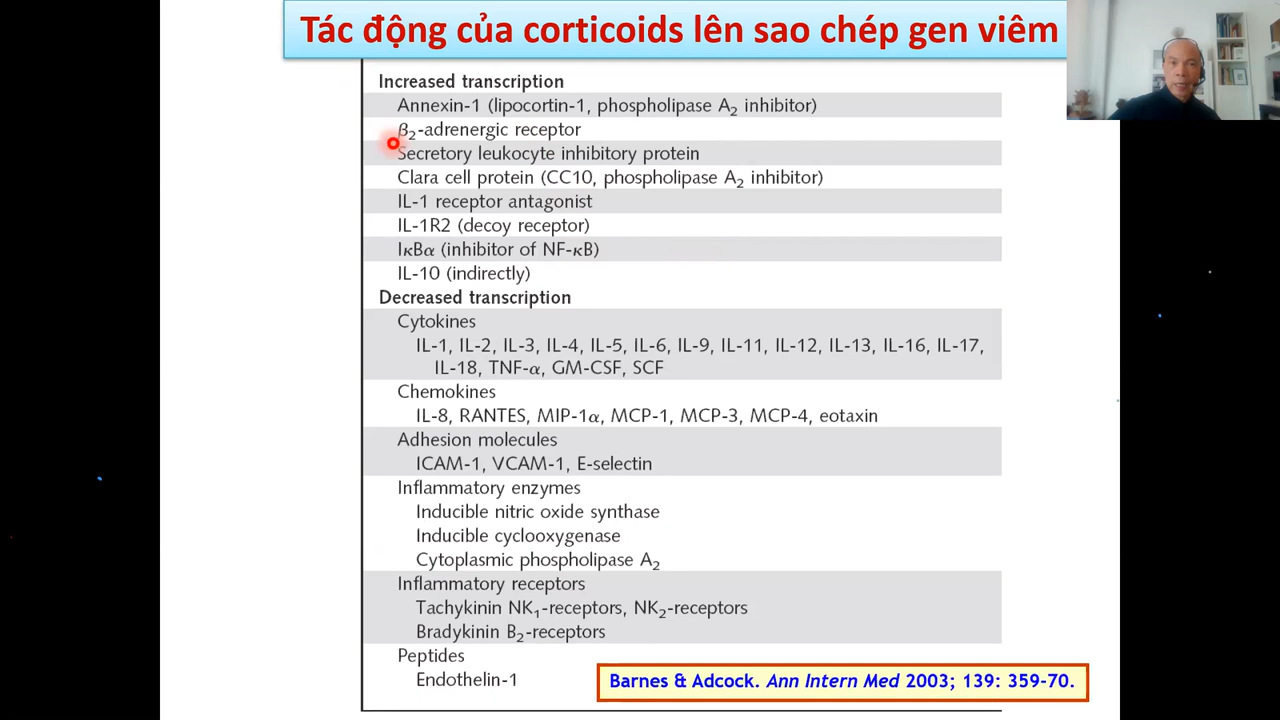 Tác động của corticoids lên sao chép gen viêm
Increased transcription
Annexin-1 (lipocortin-1, phospholipase A₂ inhibitor)
β₂-adrenergic receptor
Secretory leukocyte inhibitory protein
Clara cell protein (CC10, phospholipase A₂ inhibitor)
IL-1 receptor antagonist
IL-1R2 (decoy receptor)
IκBα (inhibitor of NF-κB)
IL-10 (indirectly)
Decreased transcription
Cytokines
IL-1, IL-2, IL-3, IL-4, IL-5, IL-6, IL-9, IL-11, IL-12, IL-13, IL-16, IL-17,
IL-18, TNF-α, GM-CSF, SCF
Chemokines
IL-8, RANTES, MIP-1α, MCP-1, MCP-3, MCP-4, eotaxin
Adhesion molecules
ICAM-1, VCAM-1, E-selectin
Inflammatory enzymes
Inducible nitric oxide synthase
Inducible cyclooxygenase
Cytoplasmic phospholipase A₂
Inflammatory receptors
Tachykinin NK₁-receptors, NK₂-receptors
Bradykinin B₂-receptors
Peptides
Endothelin-1
Barnes & Adcock. Ann Intern Med 2003; 139: 359-70.